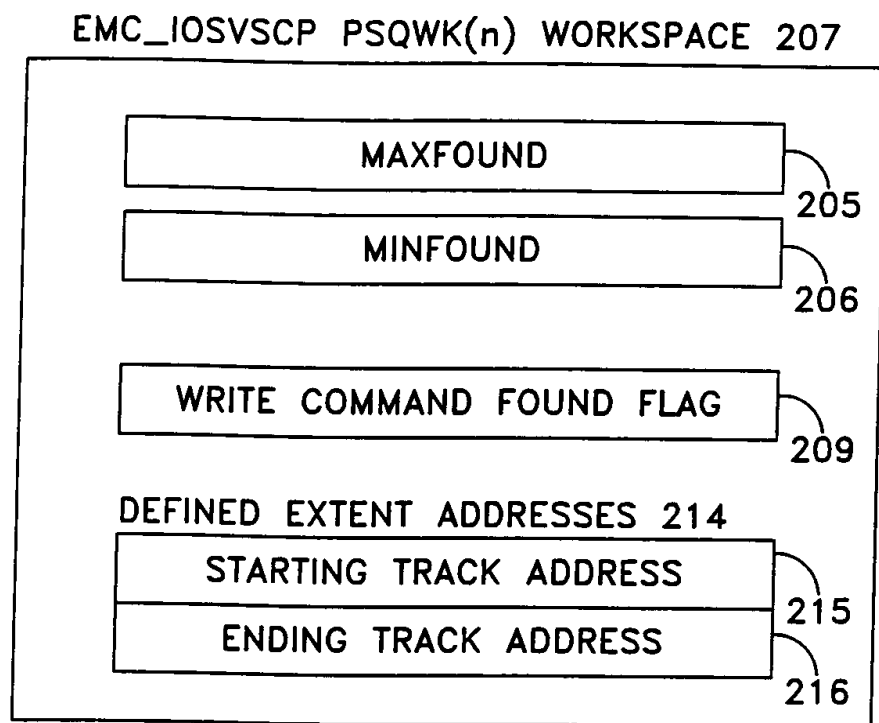 EMC_IOSVSCP PSQWK(n) WORKSPACE 207
MAXFOUND
205
MINFOUND
206
WRITE COMMAND FOUND FLAG
209
DEFINED EXTENT ADDRESSES 214
STARTING TRACK ADDRESS
215
ENDING TRACK ADDRESS
216